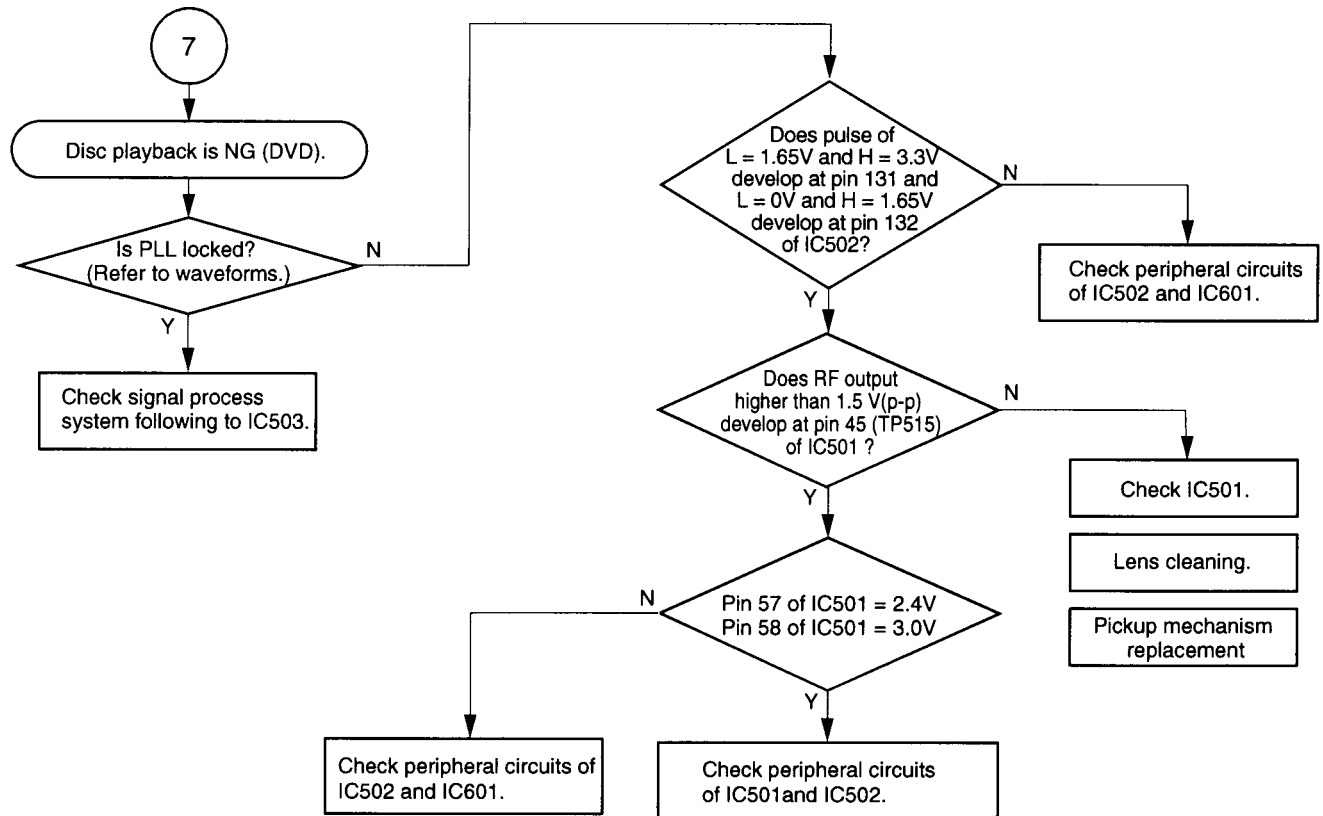 7
Disc playback is NG (DVD).
Is PLL locked?
(Refer to waveforms.)
N
Y
Check signal process
system following to IC503.
Does pulse of
L = 1.65V and H = 3.3V
develop at pin 131 and
L = 0V and H = 1.65V
develop at pin 132
of IC502?
N
Check peripheral circuits
of IC502 and IC601.
Y
Does RF output
higher than 1.5 V(p-p)
develop at pin 45 (TP515)
of IC501 ?
N
Check IC501.
Lens cleaning.
Pickup mechanism
replacement
Y
Pin 57 of IC501 = 2.4V
Pin 58 of IC501 = 3.0V
N
Check peripheral circuits of
IC502 and IC601.
Y
Check peripheral circuits
of IC501and IC502.